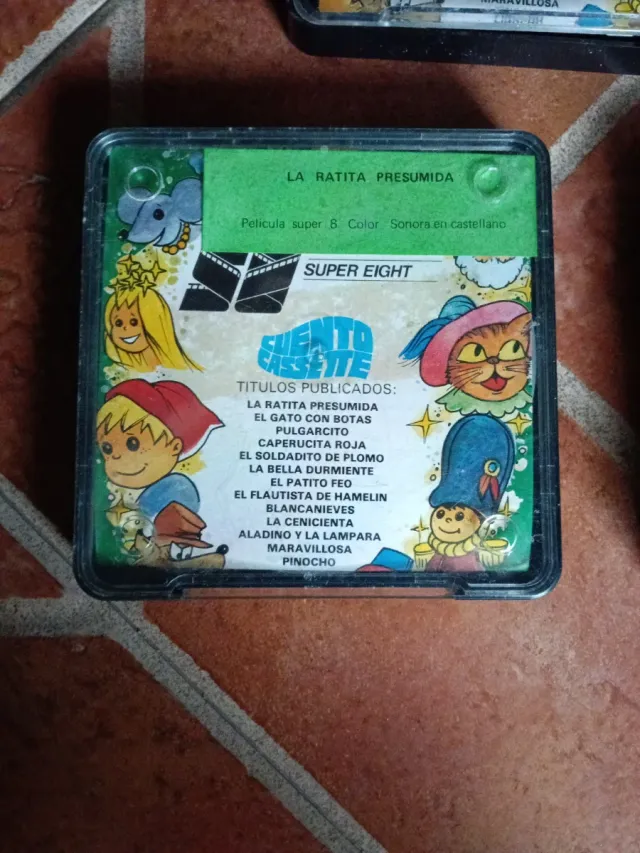 MARAVILLOSA
LA RATITA PRESUMIDA
Película super 8 Color Sonora en castellano
SUPER EIGHT
CUENTO
CASSETTE
TITULOS PUBLICADOS:
LA RATITA PRESUMIDA
EL GATO CON BOTAS
PULGARCITO
CAPERUCITA ROJA
EL SOLDADITO DE PLOMO
LA BELLA DURMIENTE
EL PATITO FEO
EL FLAUTISTA DE HAMELIN
BLANCANIEVES
LA CENICIENTA
ALADINO Y LA LAMPARA
MARAVILLOSA
PINOCHO